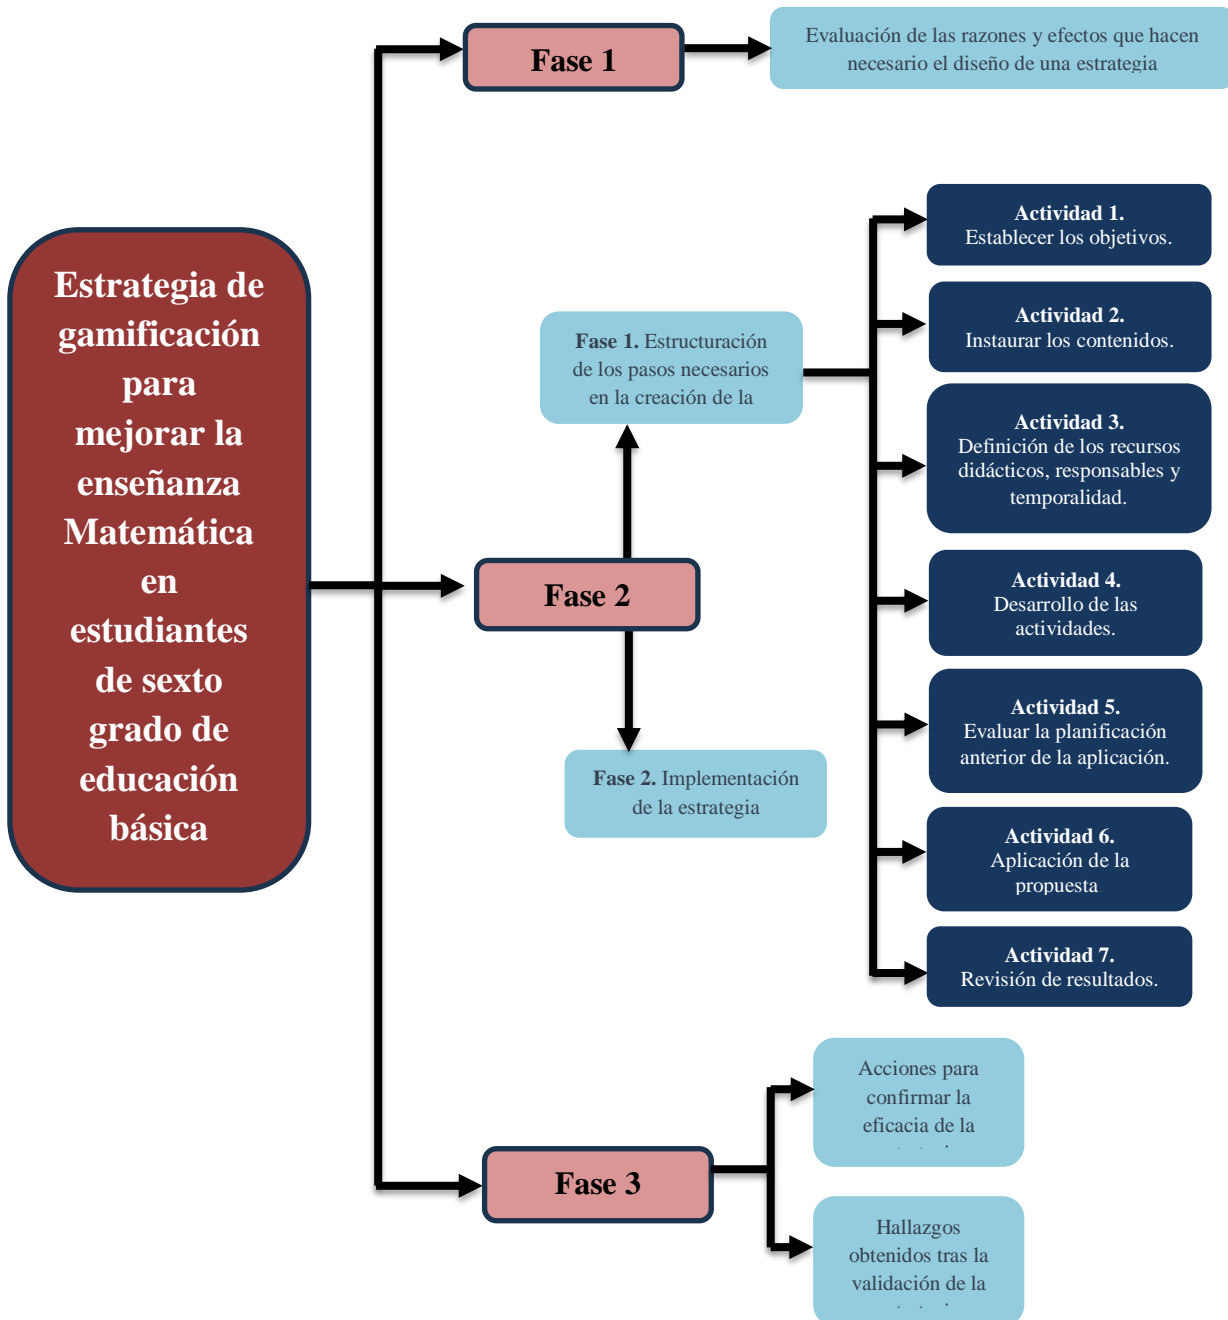 Estrategia de
gamificación
para
mejorar la
enseñanza
Matemática
en
estudiantes
de sexto
grado de
educación
básica
Fase 1
Evaluación de las razones y efectos que hacen
necesario el diseño de una estrategia
Fase 2
Fase 1. Estructuración
de los pasos necesarios
en la creación de la
Actividad 1.
Establecer los objetivos.
Actividad 2.
Instaurar los contenidos.
Actividad 3.
Definición de los recursos
didácticos, responsables y
temporalidad.
Actividad 4.
Desarrollo de las
actividades.
Actividad 5.
Evaluar la planificación
anterior de la aplicación.
Actividad 6.
Aplicación de la
propuesta
Actividad 7.
Revisión de resultados.
Fase 2. Implementación
de la estrategia
Fase 3
Acciones para
confirmar la
eficacia de la
Hallazgos
obtenidos tras la
validación de la